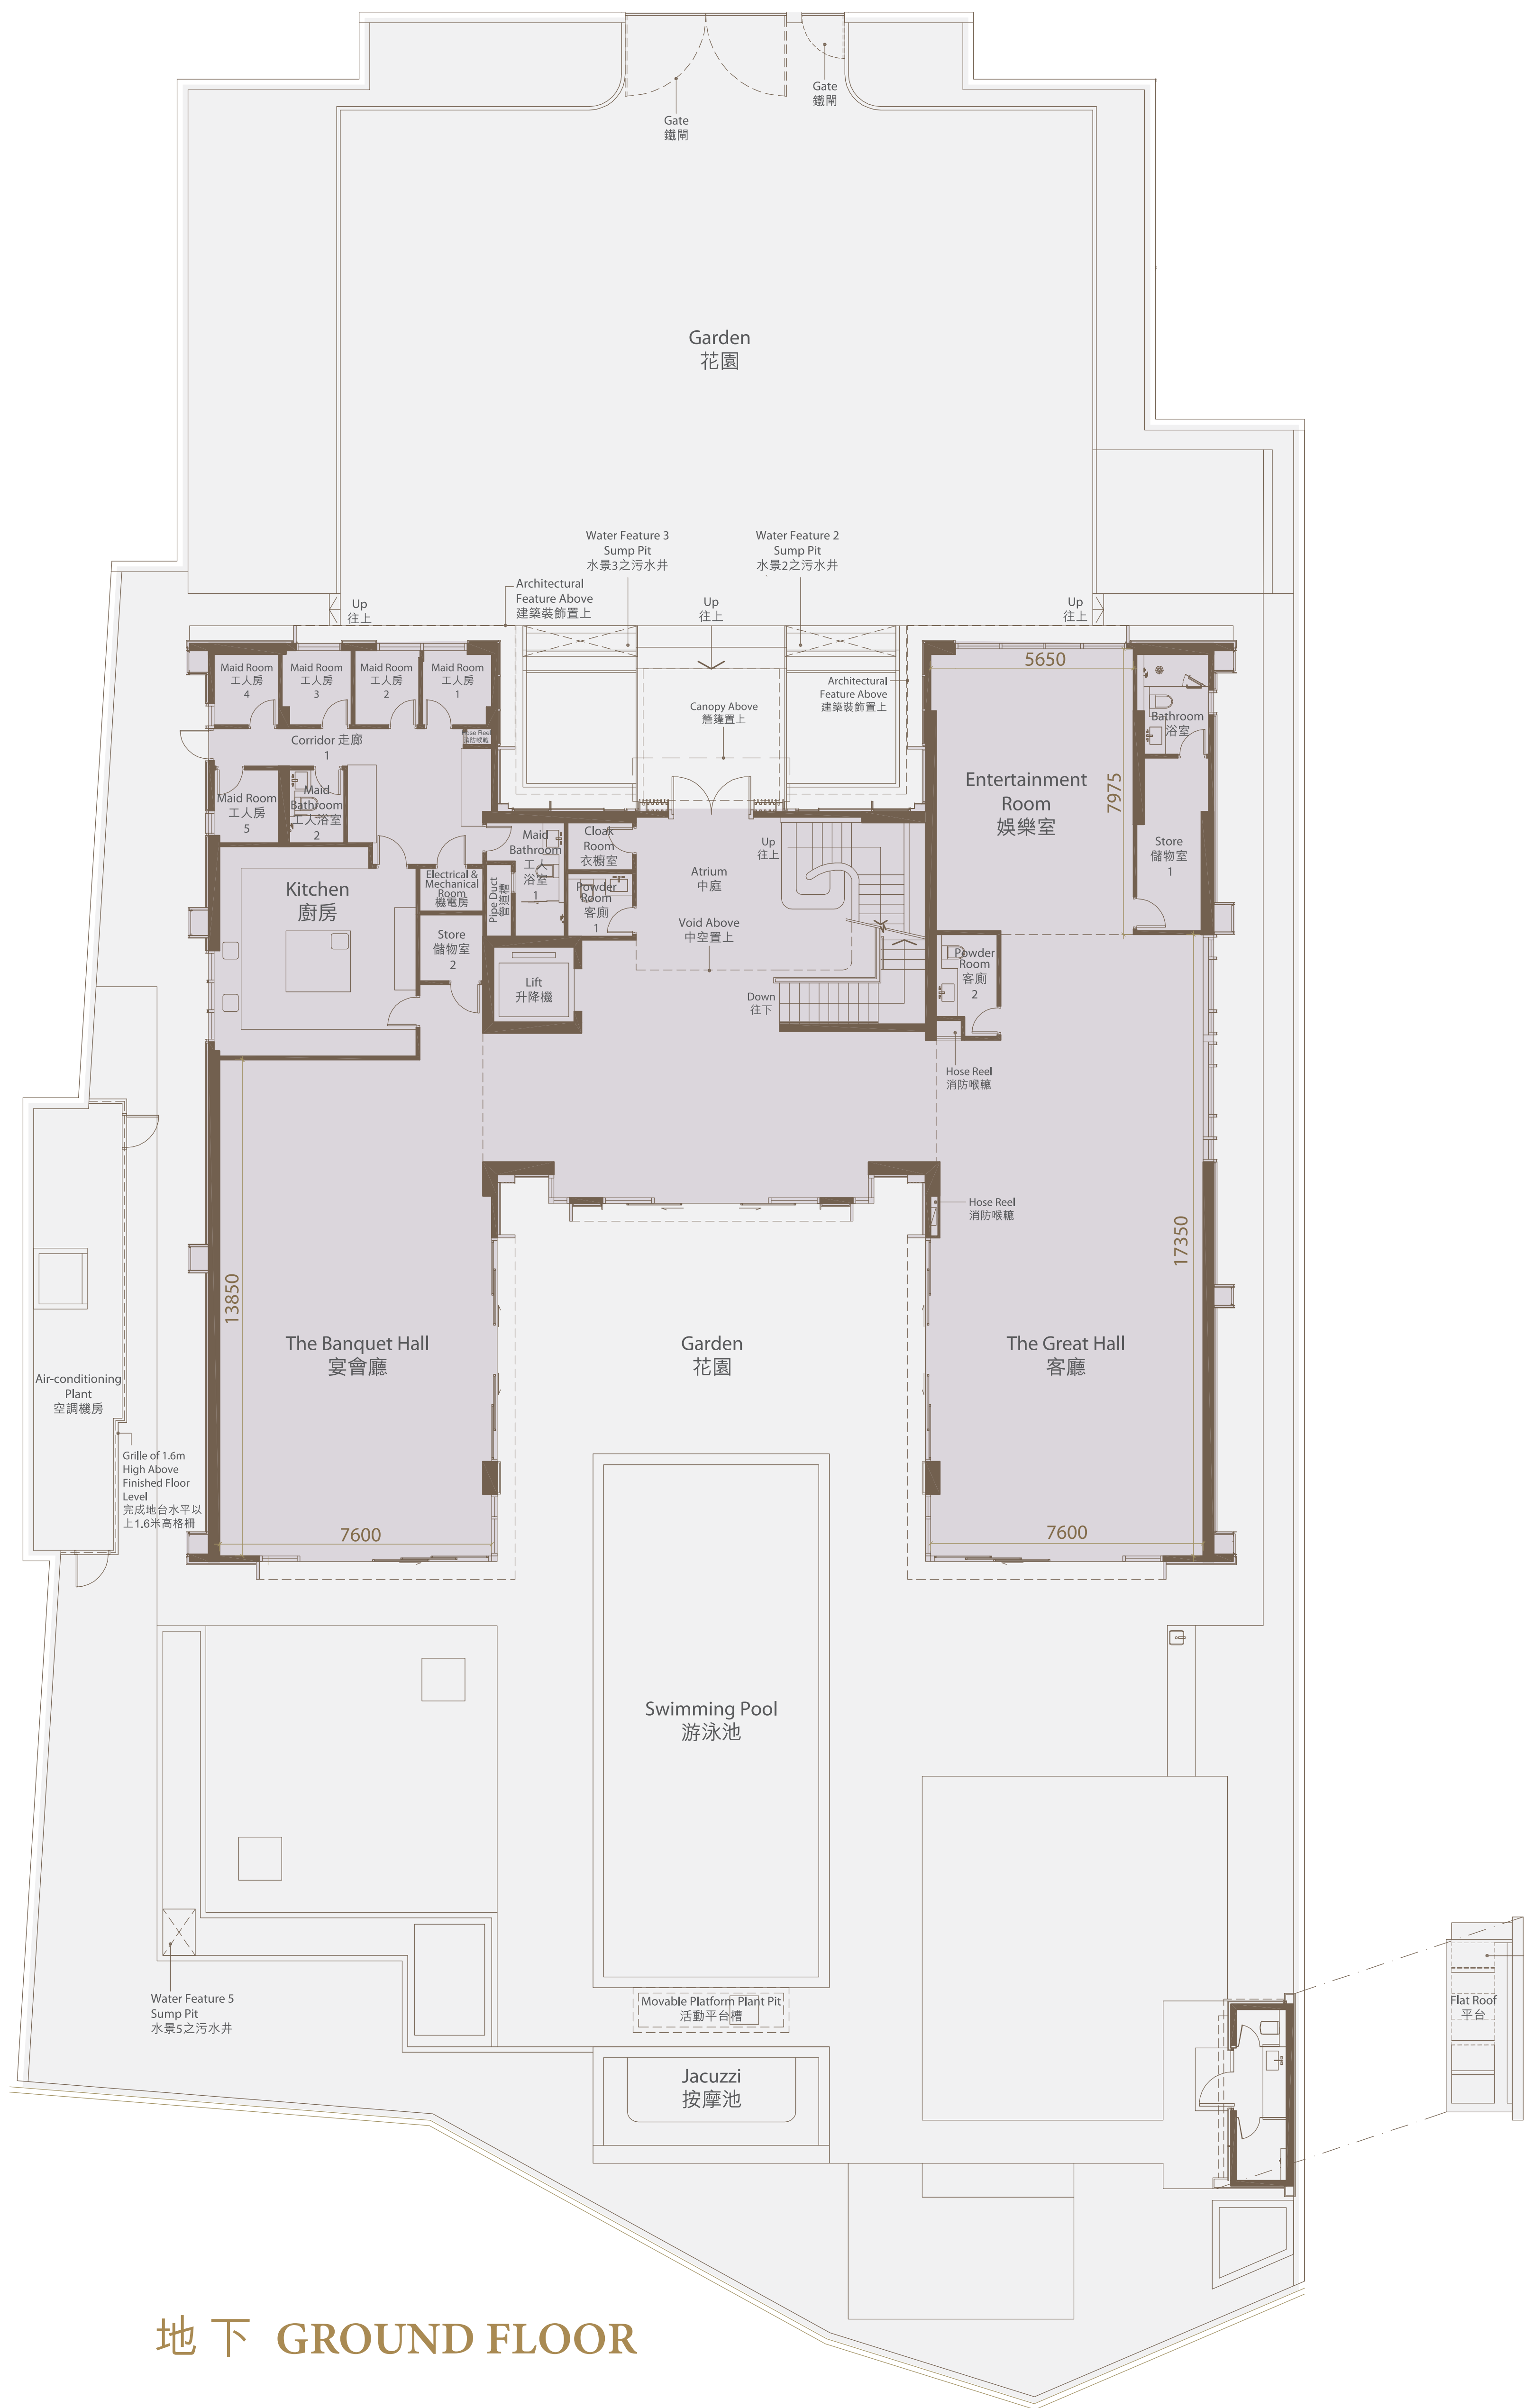 Gate
鐵閘
Gate
鐵閘
Garden
花園
Water Feature 3
Sump Pit
水景3之污水井
Water Feature 2
Sump Pit
水景2之污水井
Architectural
Feature Above
建築裝飾置上
Up
往上
Up
往上
Up
往上
Maid Room
工人房
4
Maid Room
工人房
3
Maid Room
工人房
2
Maid Room
工人房
1
5650
Architectural
Feature Above
建築裝飾置上
Canopy Above
簷篷置上
Bathroom
浴室
Hose Reel
消防喉轆
Corridor 走廊
1
Entertainment
Room
娛樂室
7975
Maid Room
工人房
5
Maid
Bathroom
工人浴室
2
Maid
Bathroom
工人
浴室
1
Cloak
Room
衣櫥室
Up
往上
Store
儲物室
1
Atrium
中庭
Kitchen
廚房
Electrical &
Mechanical
Room
機電房
Pipe Duct
管道槽
Powder
Room
客廁
1
Void Above
中空置上
Store
儲物室
2
Powder
Room
客廁
2
Lift
升降機
Down
往下
Hose Reel
消防喉轆
Hose Reel
消防喉轆
13850
17350
The Banquet Hall
宴會廳
Garden
花園
The Great Hall
客廳
Air-conditioning
Plant
空調機房
Grille of 1.6m
High Above
Finished Floor
Level
完成地台水平以
上1.6米高格柵
7600
7600
Swimming Pool
游泳池
Water Feature 5
Sump Pit
水景5之污水井
Movable Platform Plant Pit
活動平台槽
Flat Roof
平台
Jacuzzi
按摩池
地下 GROUND FLOOR